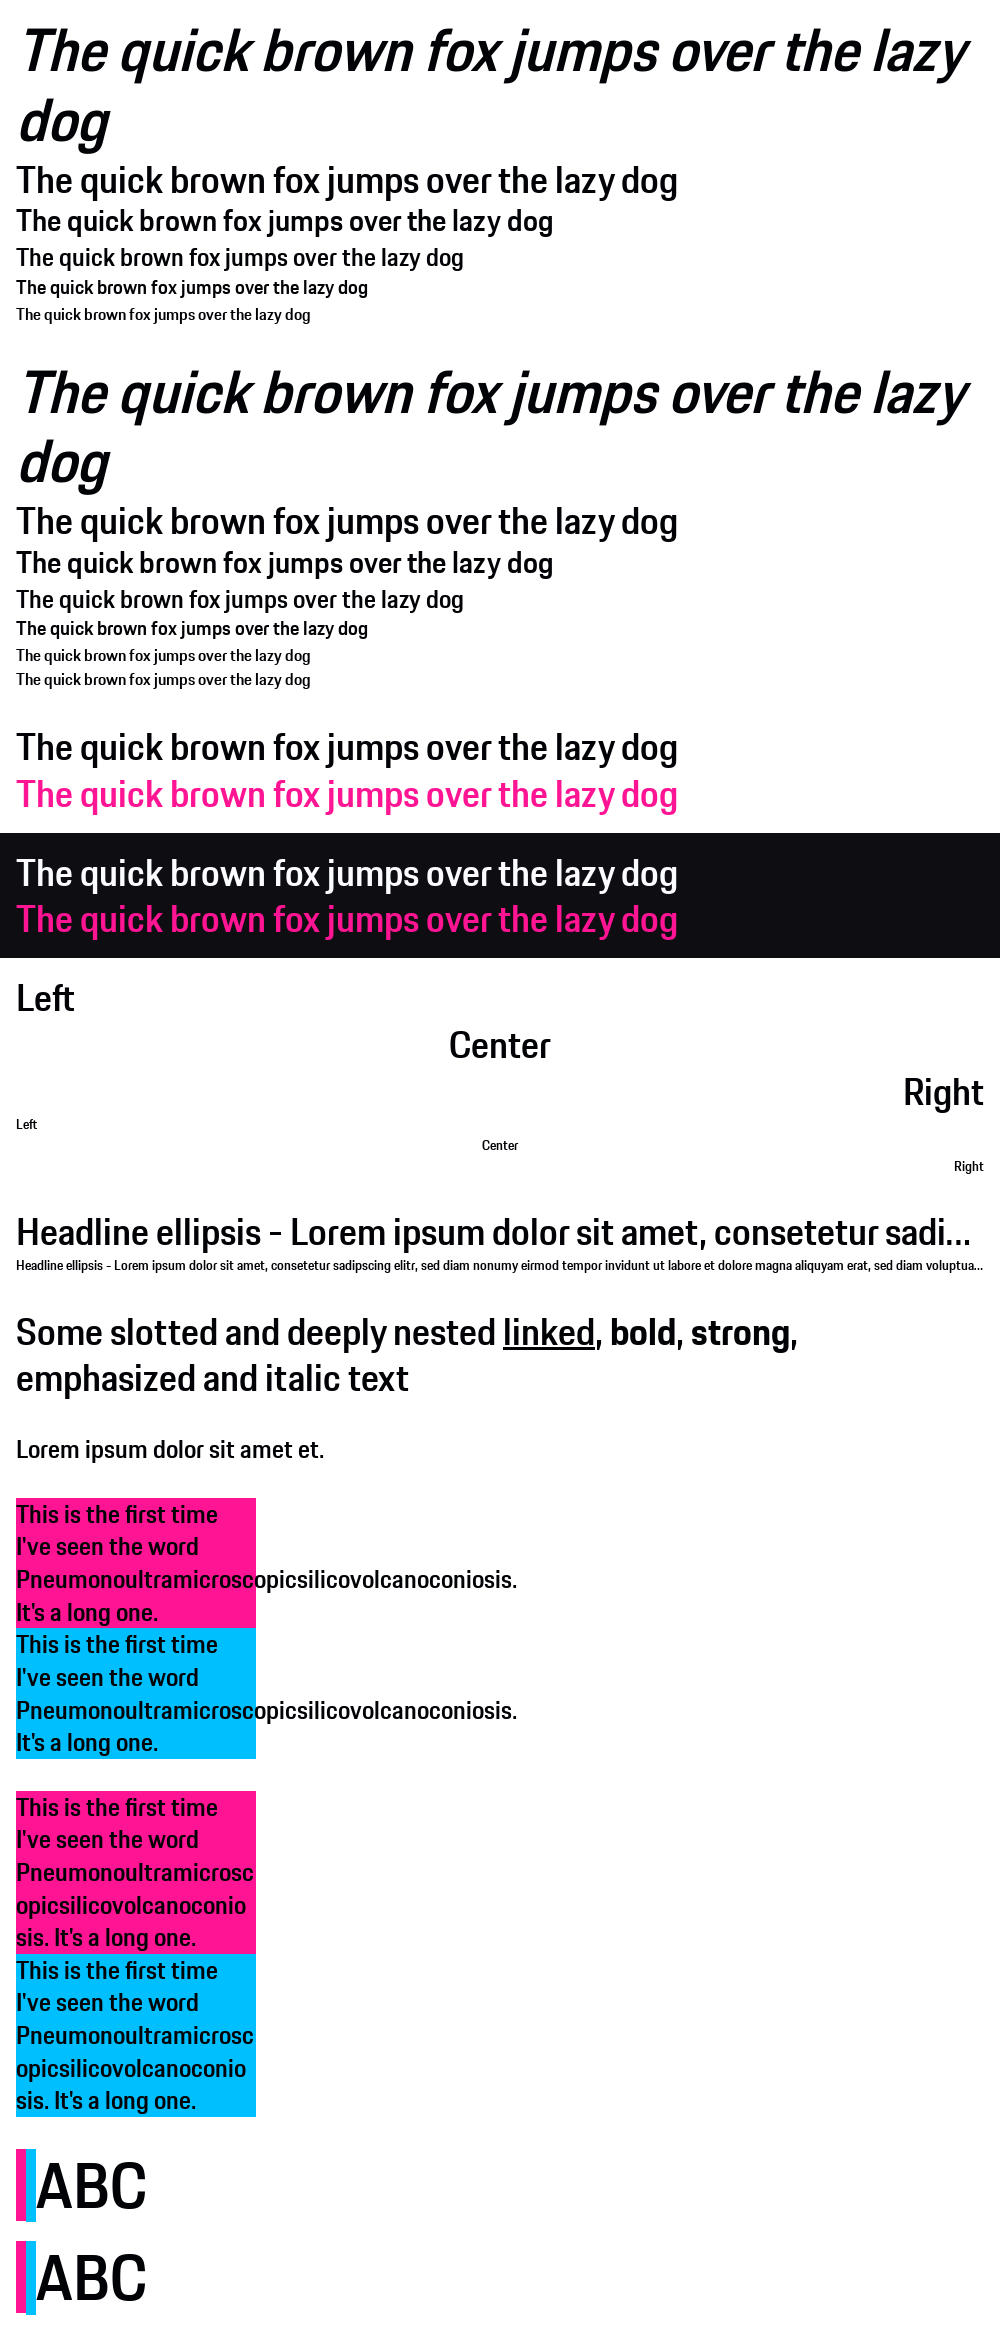 The quick brown fox jumps over the lazy
dog
The quick brown fox jumps over the lazy dog
The quick brown fox jumps over the lazy dog
The quick brown fox jumps over the lazy dog
The quick brown fox jumps over the lazy dog
The quick brown fox jumps over the lazy dog
The quick brown fox jumps over the lazy
dog
The quick brown fox jumps over the lazy dog
The quick brown fox jumps over the lazy dog
The quick brown fox jumps over the lazy dog
The quick brown fox jumps over the lazy dog
The quick brown fox jumps over the lazy dog
The quick brown fox jumps over the lazy dog
The quick brown fox jumps over the lazy dog
The quick brown fox jumps over the lazy dog
The quick brown fox jumps over the lazy dog
The quick brown fox jumps over the lazy dog
Left
Center
Right
Left
Center
Right
Headline ellipsis - Lorem ipsum dolor sit amet, consetetur sadi...
Headline ellipsis - Lorem ipsum dolor sit amet, consetetur sadipscing elitr, sed diam nonumy eirmod tempor invidunt ut labore et dolore magna aliquyam erat, sed diam voluptua...
Some slotted and deeply nested linked, bold, strong,
emphasized and italic text
Lorem ipsum dolor sit amet et.
This is the first time
I've seen the word
Pneumonoultramicroscopicsilicovolcanoconiosis.
It's a long one.
This is the first time
I've seen the word
Pneumonoultramicroscopicsilicovolcanoconiosis.
It's a long one.
This is the first time
I've seen the word
Pneumonoultramicrosc
opicsilicovolcanoconio
sis. It's a long one.
This is the first time
I've seen the word
Pneumonoultramicrosc
opicsilicovolcanoconio
sis. It's a long one.
ABC
ABC